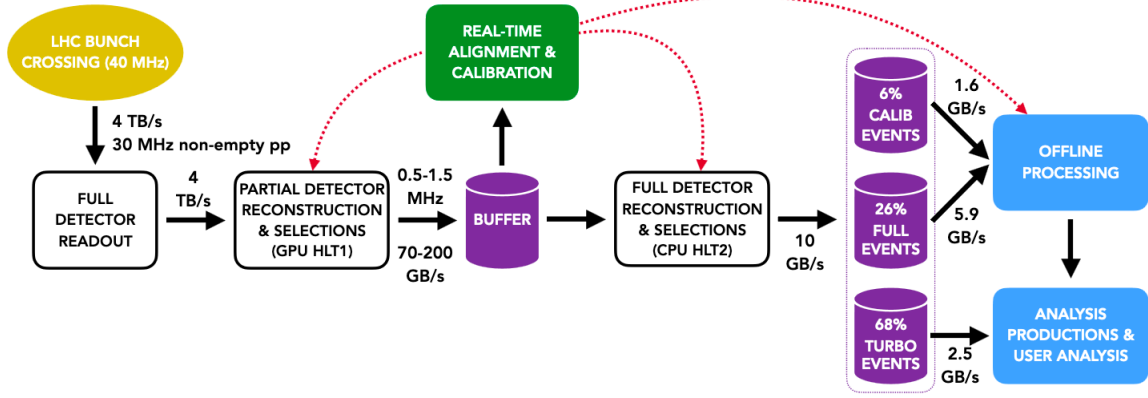 LHC BUNCH
CROSSING (40 MHz)
4 TB/s
30 MHz non-empty pp
FULL
DETECTOR
READOUT
4
TB/s
PARTIAL DETECTOR
RECONSTRUCTION
& SELECTIONS
(GPU HLT1)
0.5-1.5
MHz
70-200
GB/s
REAL-TIME
ALIGNMENT &
CALIBRATION
BUFFER
FULL DETECTOR
RECONSTRUCTION
& SELECTIONS
(CPU HLT2)
10
GB/s
6%
CALIB
EVENTS
1.6
GB/s
26%
FULL
EVENTS
5.9
GB/s
68%
TURBO
EVENTS
2.5
GB/s
OFFLINE
PROCESSING
ANALYSIS
PRODUCTIONS &
USER ANALYSIS